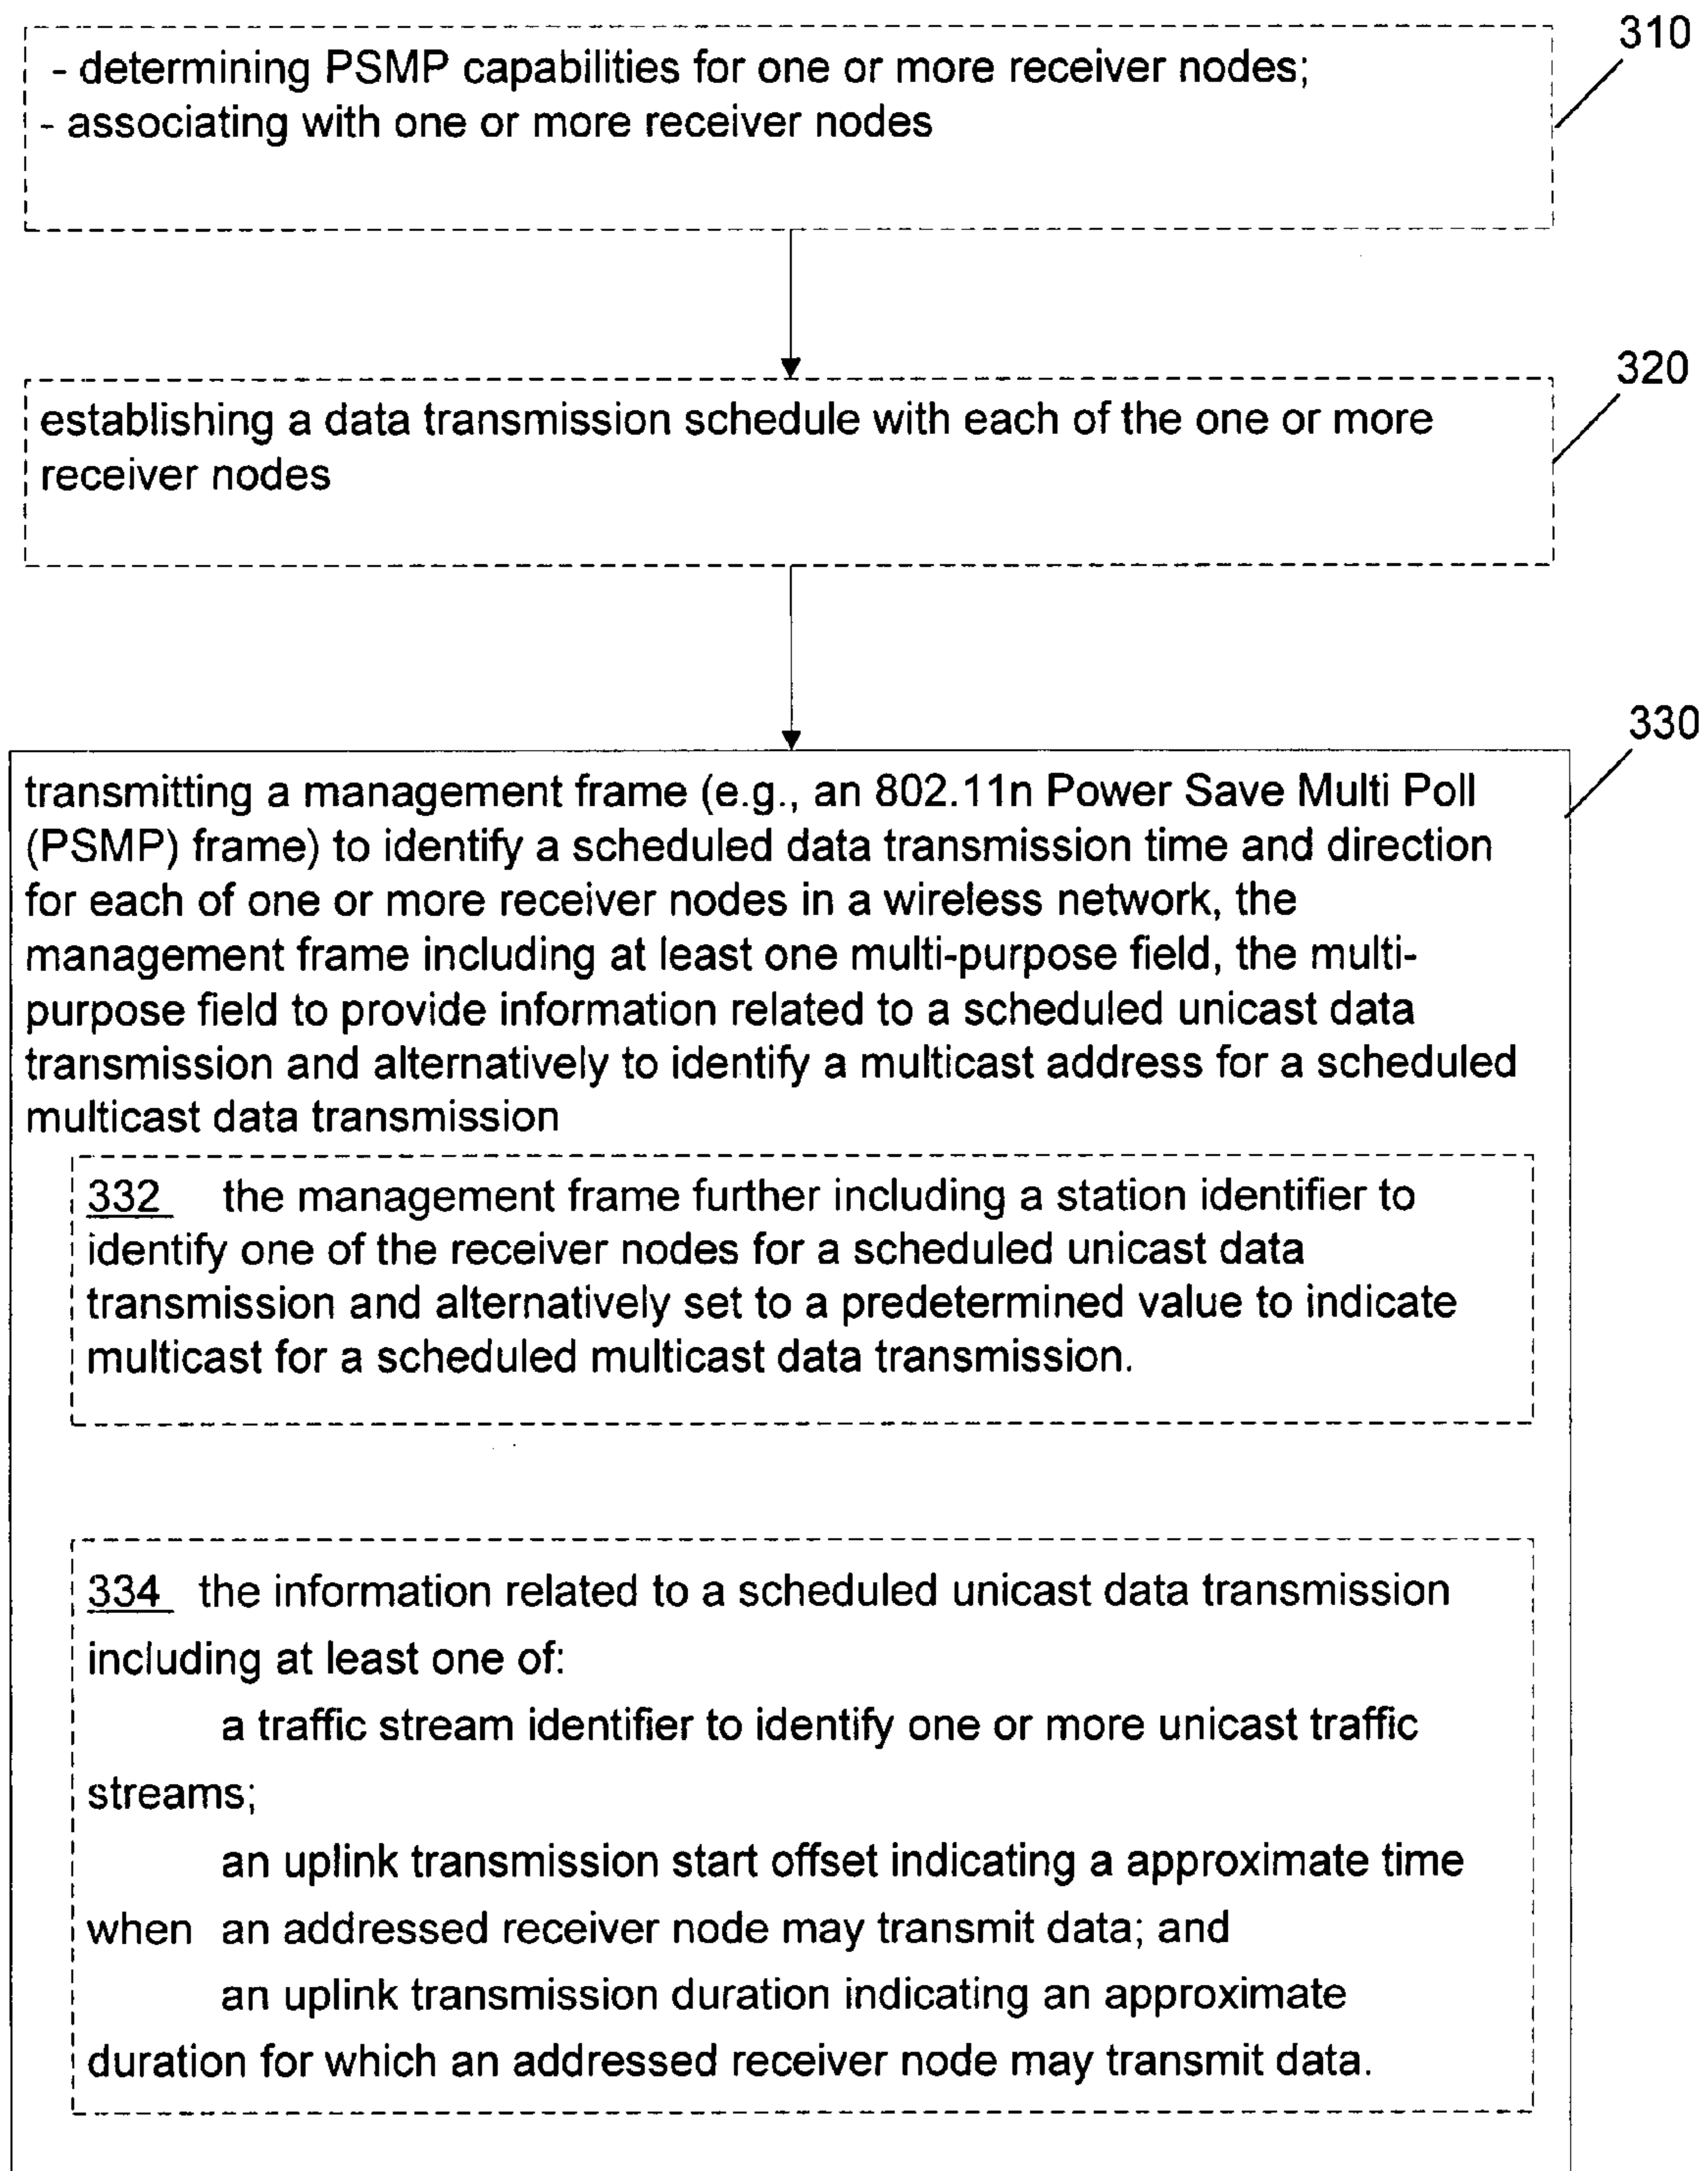 310
- determining PSMP capabilities for one or more receiver nodes;
- associating with one or more receiver nodes
320
establishing a data transmission schedule with each of the one or more
receiver nodes
330
transmitting a management frame (e.g., an 802.11n Power Save Multi Poll
(PSMP) frame) to identify a scheduled data transmission time and direction
for each of one or more receiver nodes in a wireless network, the
management frame including at least one multi-purpose field, the multi-
purpose field to provide information related to a scheduled unicast data
transmission and alternatively to identify a multicast address for a scheduled
multicast data transmission
332 the management frame further including a station identifier to
identify one of the receiver nodes for a scheduled unicast data
transmission and alternatively set to a predetermined value to indicate
multicast for a scheduled multicast data transmission.
334 the information related to a scheduled unicast data transmission
including at least one of:
a traffic stream identifier to identify one or more unicast traffic
streams;
an uplink transmission start offset indicating a approximate time
when an addressed receiver node may transmit data; and
an uplink transmission duration indicating an approximate
duration for which an addressed receiver node may transmit data.